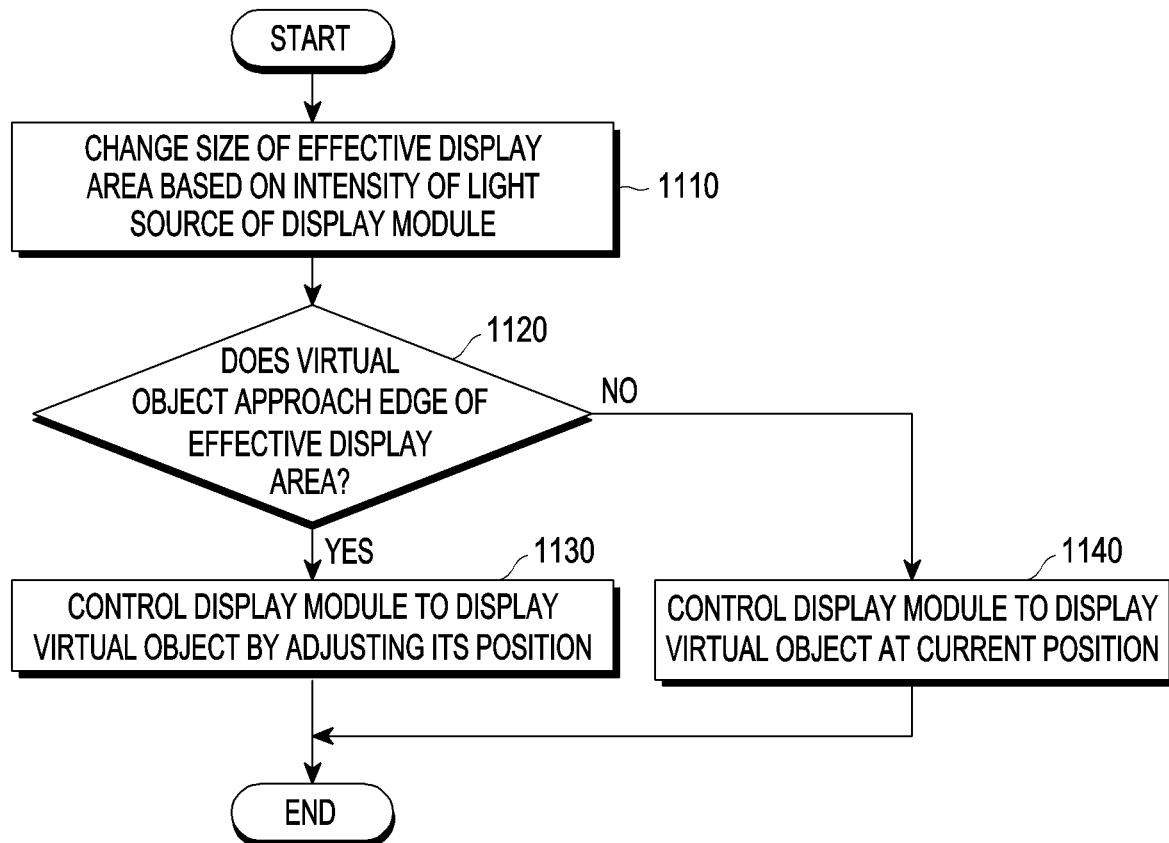 START
CHANGE SIZE OF EFFECTIVE DISPLAY
AREA BASED ON INTENSITY OF LIGHT
SOURCE OF DISPLAY MODULE
1110
1120
DOES VIRTUAL
OBJECT APPROACH EDGE OF
EFFECTIVE DISPLAY
AREA?
NO
YES
1130
CONTROL DISPLAY MODULE TO DISPLAY
VIRTUAL OBJECT BY ADJUSTING ITS POSITION
1140
CONTROL DISPLAY MODULE TO DISPLAY
VIRTUAL OBJECT AT CURRENT POSITION
END